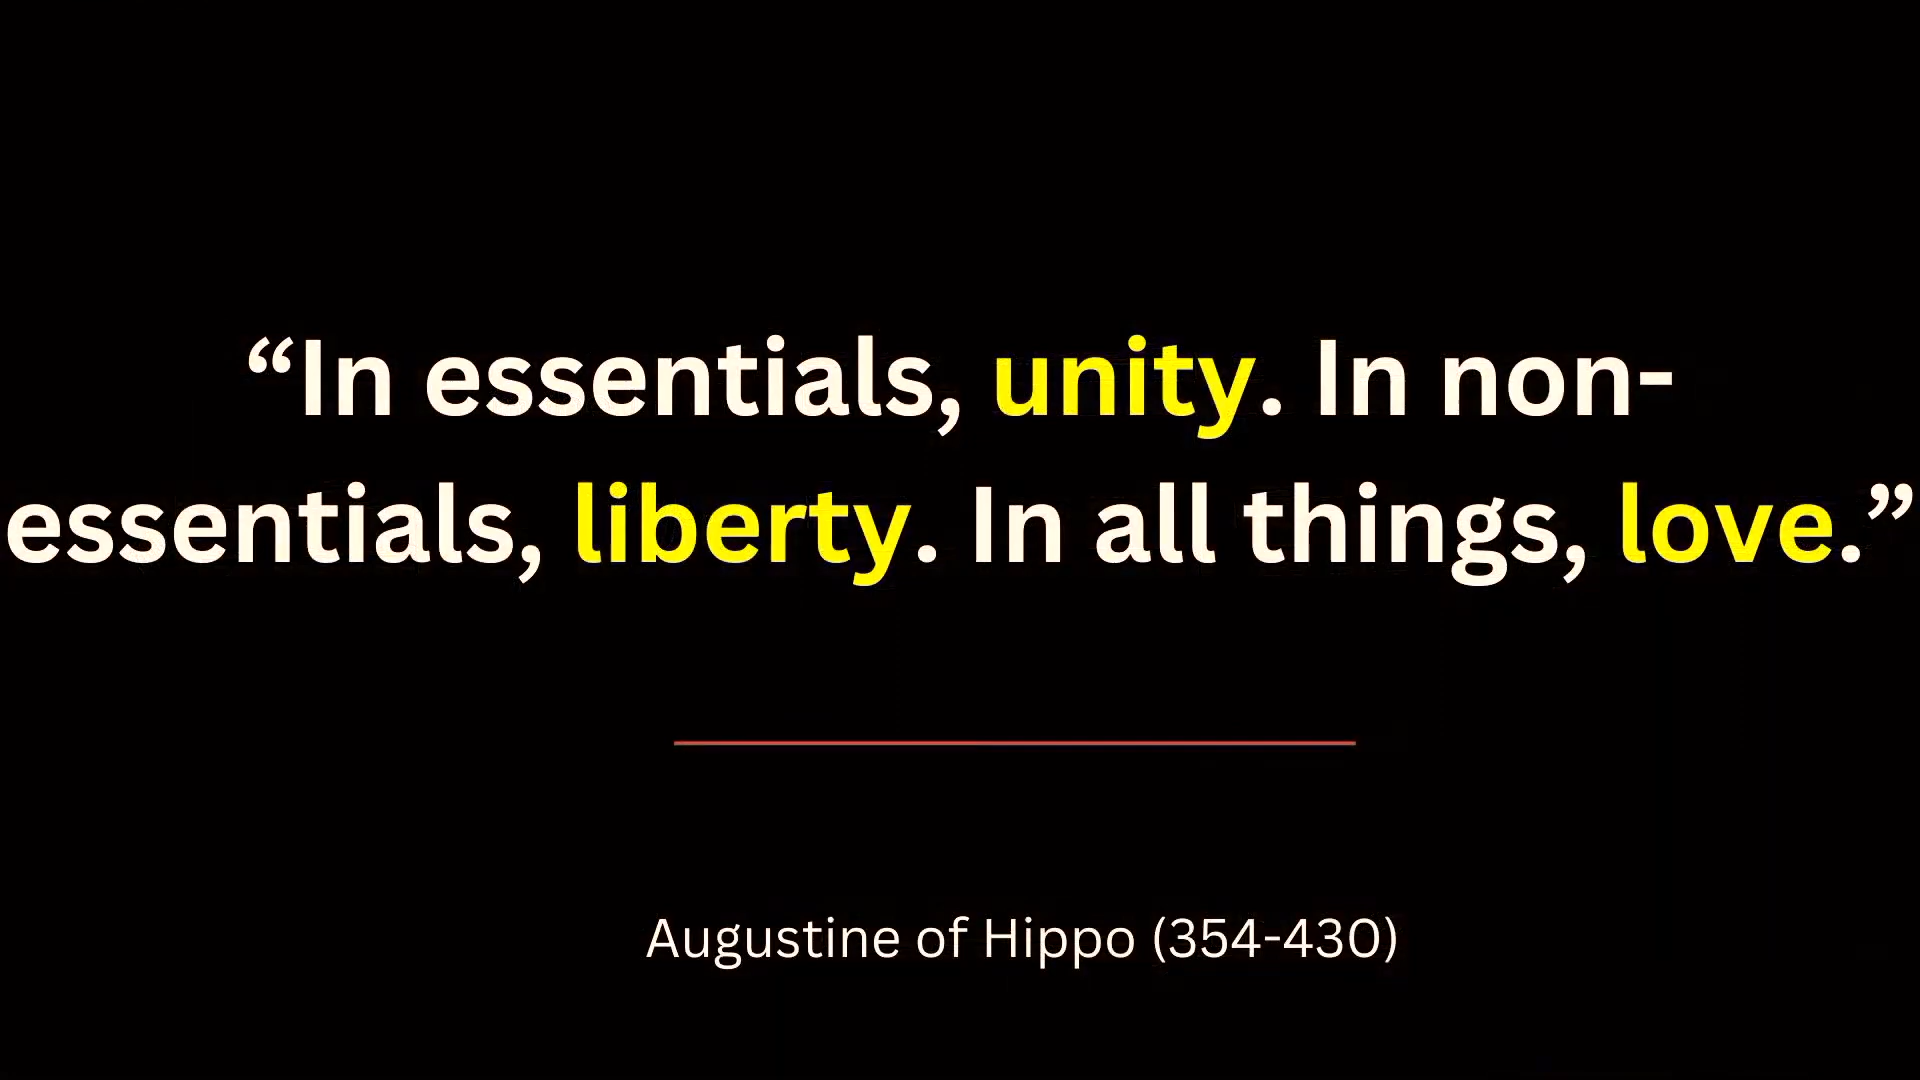 “In essentials, unity. In non-
essentials, liberty. In all things, love.”
Augustine of Hippo (354-430)